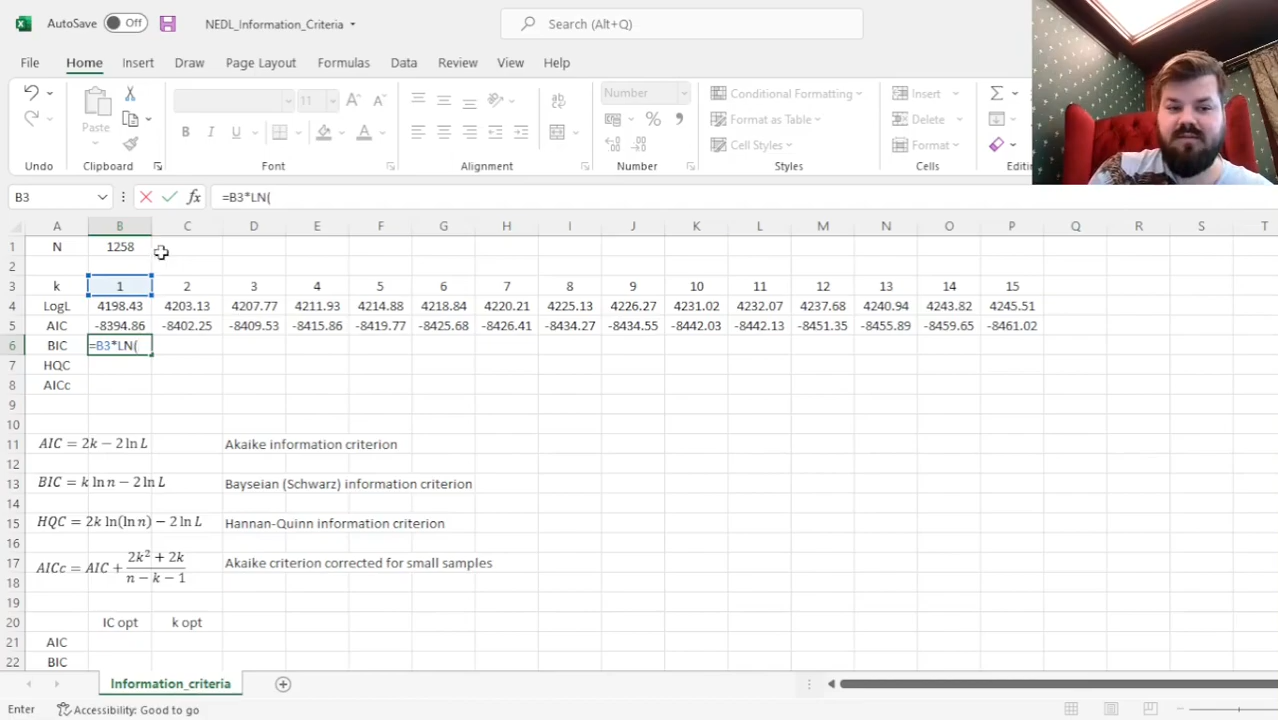 AutoSave Off NEDL_Information_Criteria Search (Alt+Q)
File Home Insert Draw Page Layout Formulas Data Review View Help
11 Number Conditional Formatting Insert
Paste B I U Format as Table Delete
Cell Styles Format
Undo Clipboard Font Alignment Number Styles Cells Editin
B3 fx =B3*LN(
A B C D E F G H I J K L M N O P Q R S T
1 N 1258
2
3 k 1 2 3 4 5 6 7 8 9 10 11 12 13 14 15
4 LogL 4198.43 4203.13 4207.77 4211.93 4214.88 4218.84 4220.21 4225.13 4226.27 4231.02 4232.07 4237.68 4240.94 4243.82 4245.51
5 AIC -8394.86 -8402.25 -8409.53 -8415.86 -8419.77 -8425.68 -8426.41 -8434.27 -8434.55 -8442.03 -8442.13 -8451.35 -8455.89 -8459.65 -8461.02
6 BIC =B3*LN(
7 HQC
8 AICc
9
10
11 AIC = 2k − 2 ln L Akaike information criterion
12
13 BIC = k ln n − 2 ln L Bayseian (Schwarz) information criterion
14
15 HQC = 2k ln(ln n) − 2 ln L Hannan-Quinn information criterion
16
17 AICc = AIC + (2k² + 2k)/(n − k − 1) Akaike criterion corrected for small samples
18
19
20 IC opt k opt
21 AIC
22 BIC
Information_criteria
Enter Accessibility: Good to go